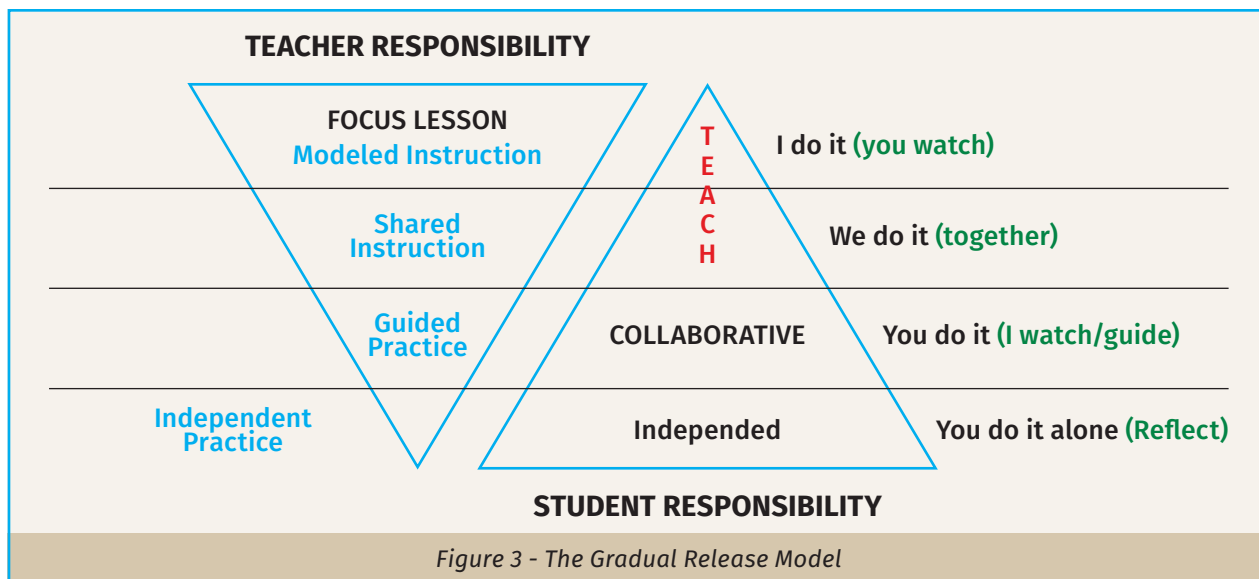 TEACHER RESPONSIBILITY
FOCUS LESSON
Modeled Instruction
T
E
A
C
H
I do it (you watch)
Shared
Instruction
We do it (together)
Guided
Practice
COLLABORATIVE
You do it (I watch/guide)
Independent
Practice
Independed
You do it alone (Reflect)
STUDENT RESPONSIBILITY
Figure 3 - The Gradual Release Model